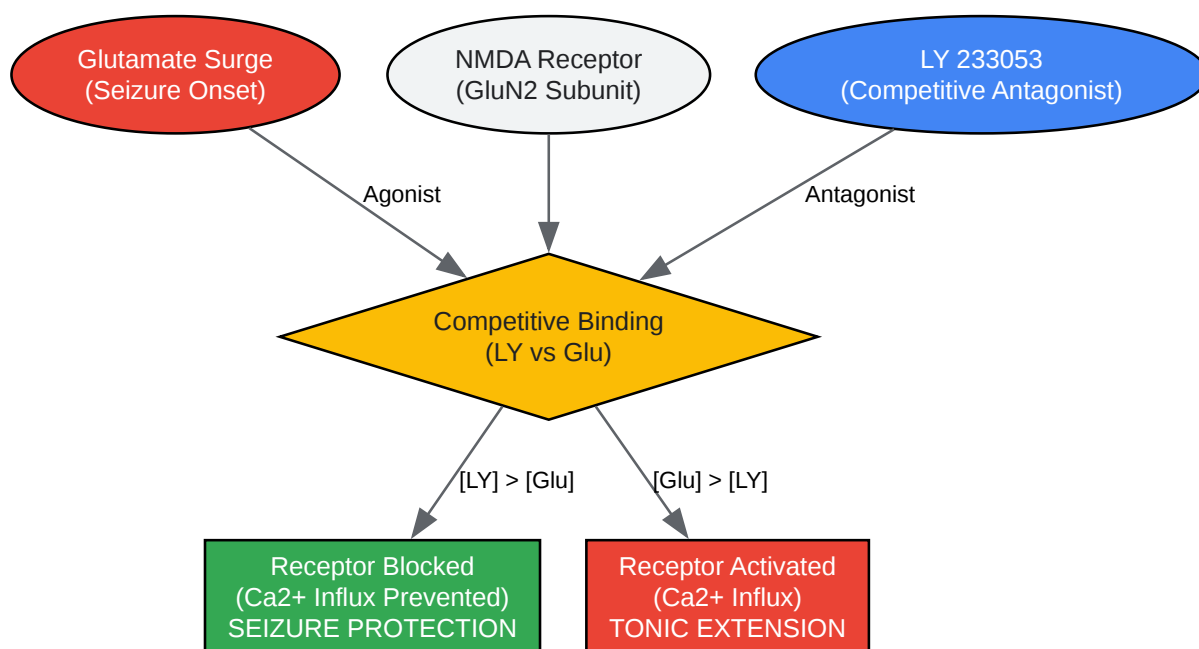 Glutamate Surge
(Seizure Onset)
NMDA Receptor
(GluN2 Subunit)
LY 233053
(Competitive Antagonist)
Agonist
Antagonist
Competitive Binding
(LY vs Glu)
[LY] > [Glu]
[Glu] > [LY]
Receptor Blocked
(Ca2+ Influx Prevented)
SEIZURE PROTECTION
Receptor Activated
(Ca2+ Influx)
TONIC EXTENSION